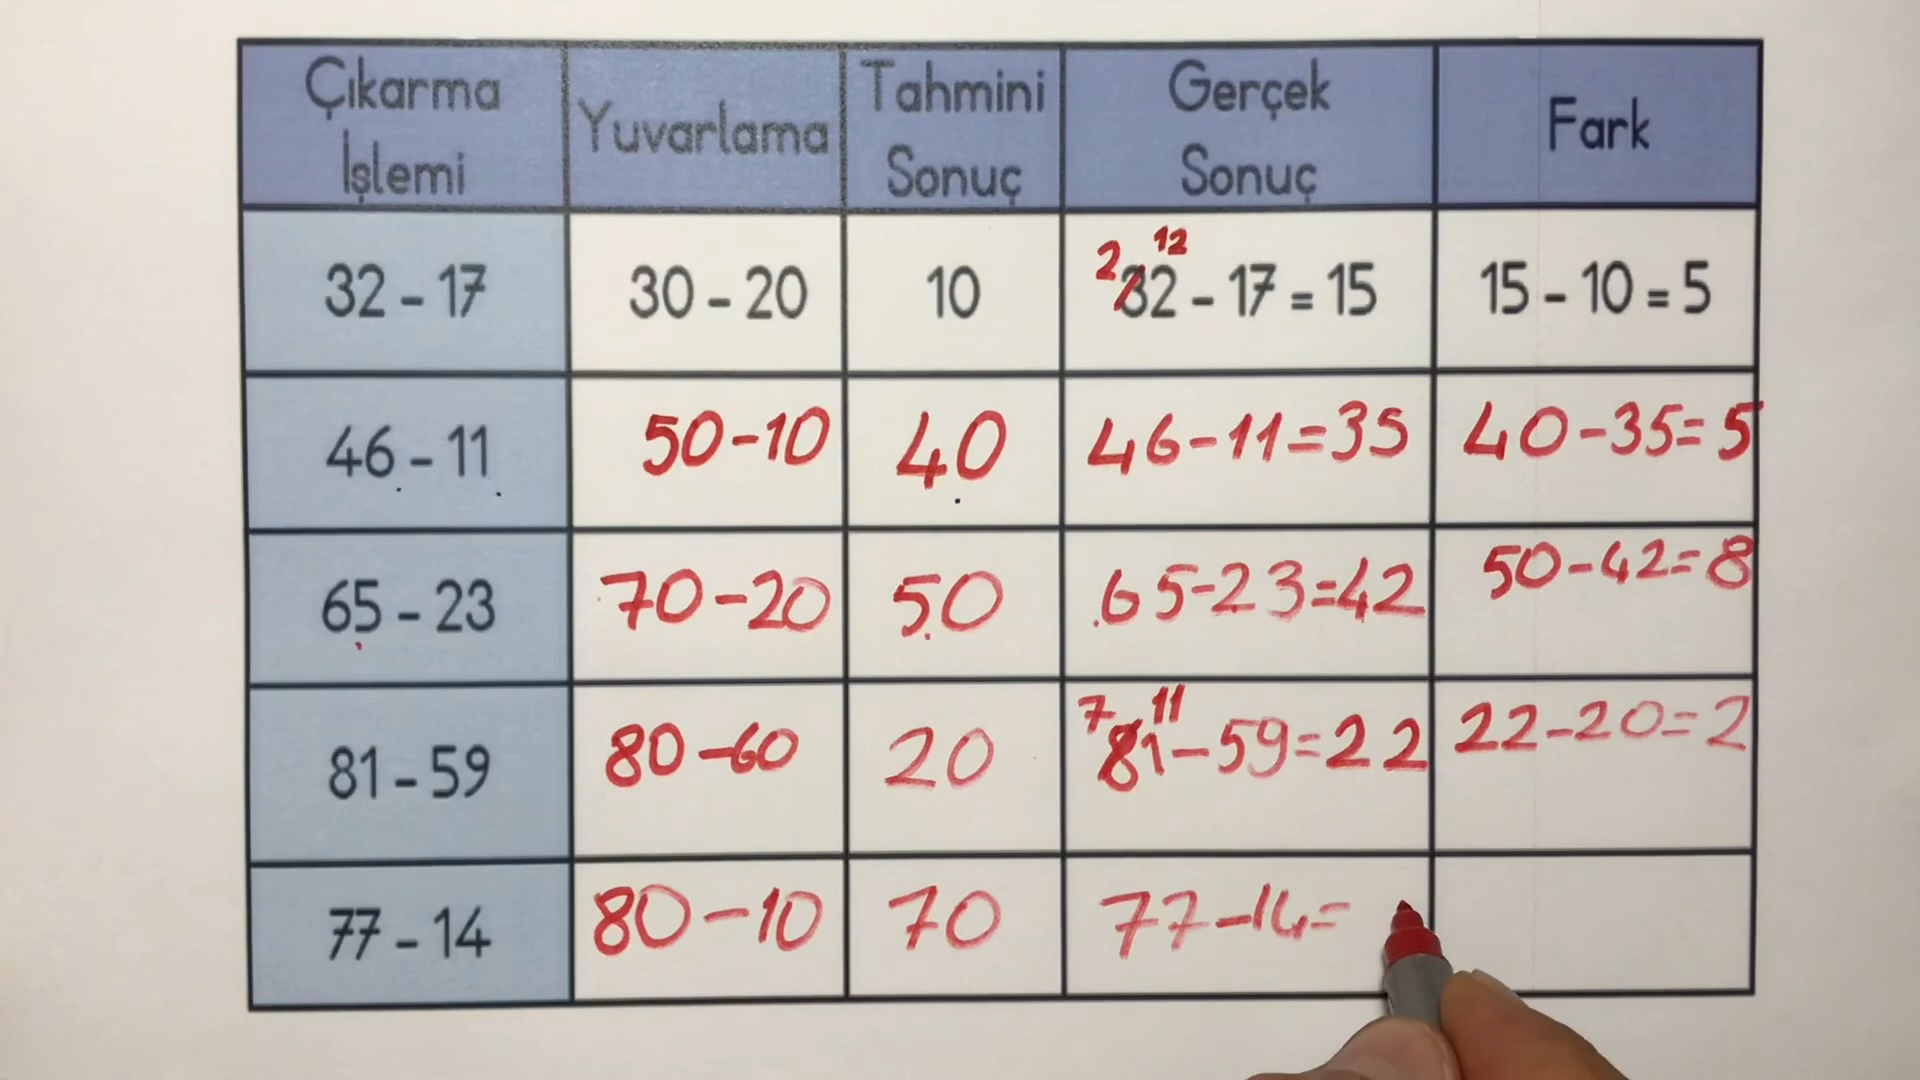 Çıkarma İşlemi
Yuvarlama
Tahmini Sonuç
Gerçek Sonuç
Fark
32 - 17
30 - 20
10
2 12
32 - 17 = 15
15 - 10 = 5
46 - 11
50-10
40
46-11=35
40-35=5
65 - 23
70-20
50
65-23=42
50-42=8
81 - 59
80-60
20
7 11
81-59=22
22-20=2
77 - 14
80-10
70
77-14=